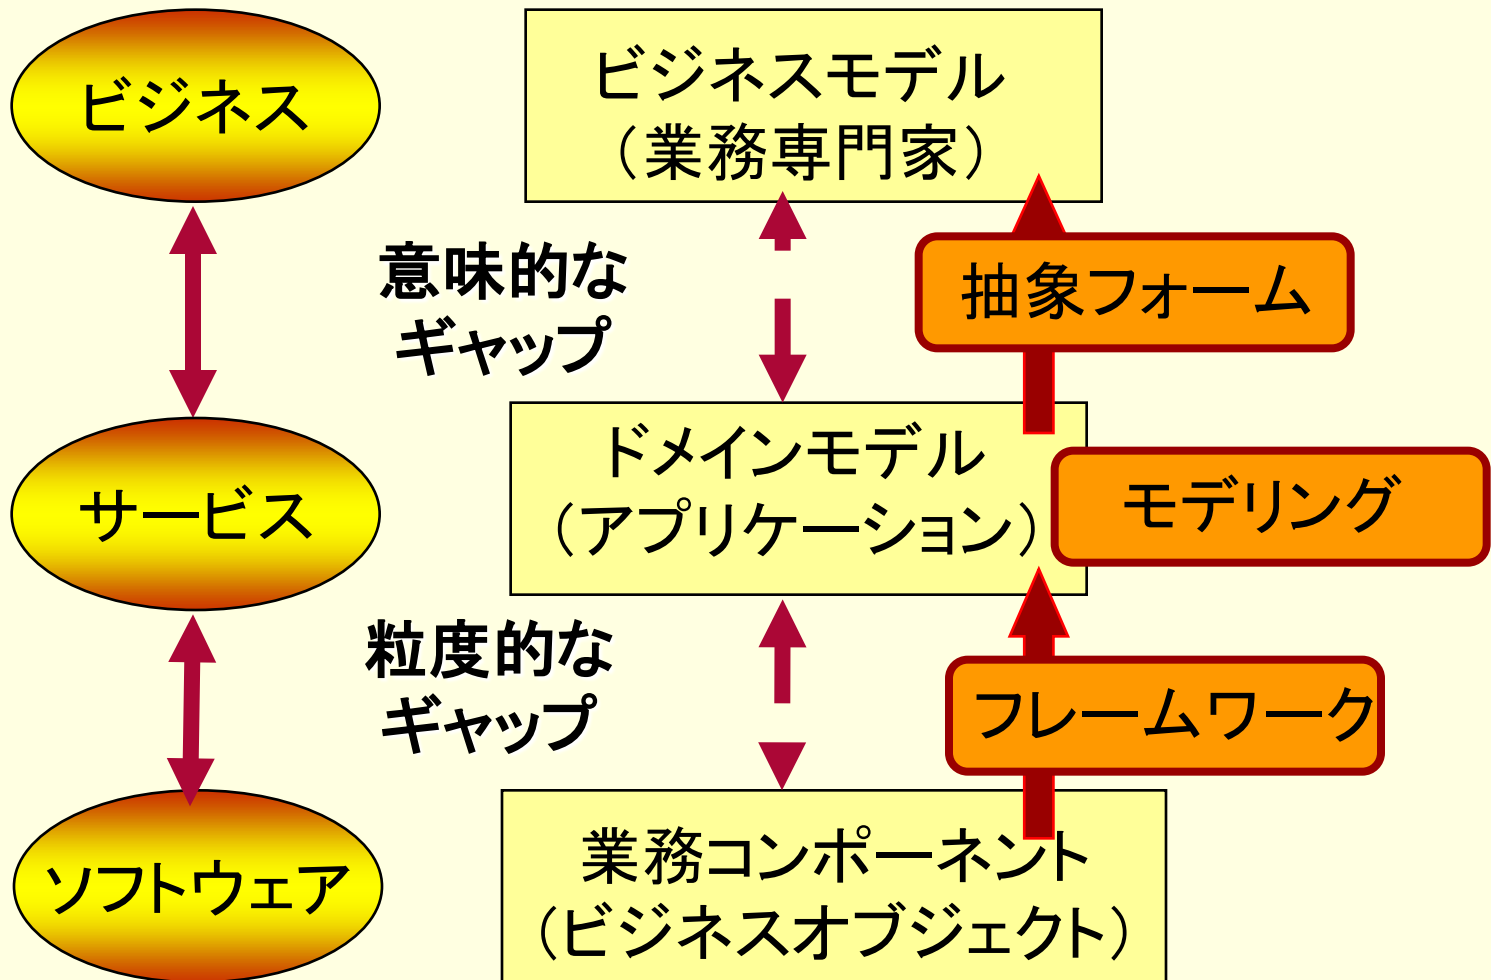 ビジネス
ビジネスモデル
（業務専門家）
意味的な
ギャップ
抽象フォーム
サービス
ドメインモデル
（アプリケーション）
モデリング
粒度的な
ギャップ
フレームワーク
ソフトウェア
業務コンポーネント
（ビジネスオブジェクト）